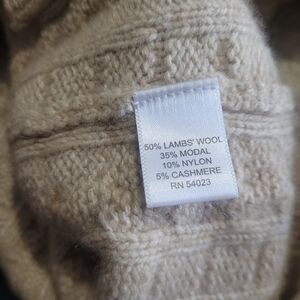 50% LAMBS' WOOL
35% MODAL
10% NYLON
5% CASHMERE
RN 54023